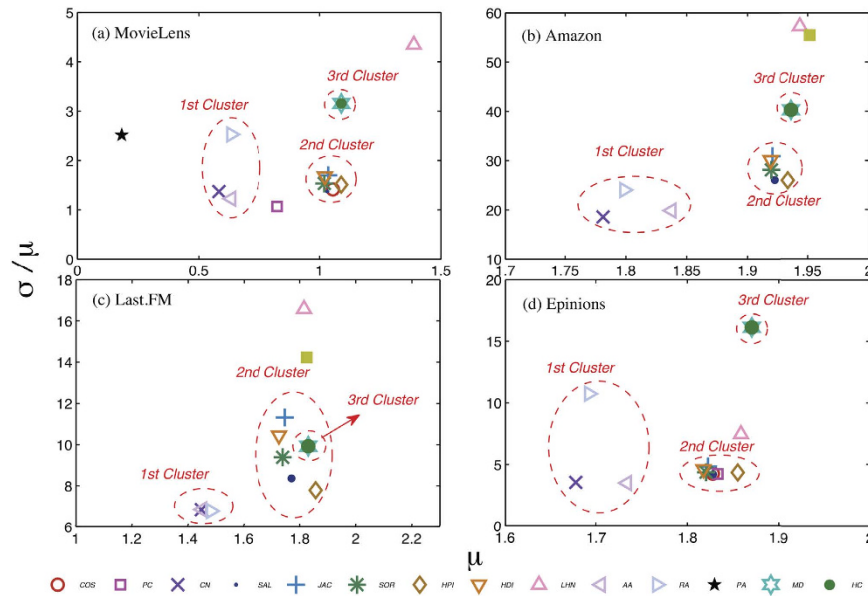 (a) MovieLens
1st Cluster
2nd Cluster
3rd Cluster
0 1 2 3 4 5
0 0.5 1 1.5
(b) Amazon
1st Cluster
2nd Cluster
3rd Cluster
10 20 30 40 50 60
1.7 1.75 1.8 1.85 1.9 1.95 2
(c) Last.FM
1st Cluster
2nd Cluster
3rd Cluster
6 8 10 12 14 16 18
1 1.2 1.4 1.6 1.8 2 2.2
(d) Epinions
1st Cluster
2nd Cluster
3rd Cluster
0 5 10 15 20
1.6 1.7 1.8 1.9 2
σ/μ
μ
COS PC CN SAL JAC SOR HPI HDI LHN AA RA PA MD HC